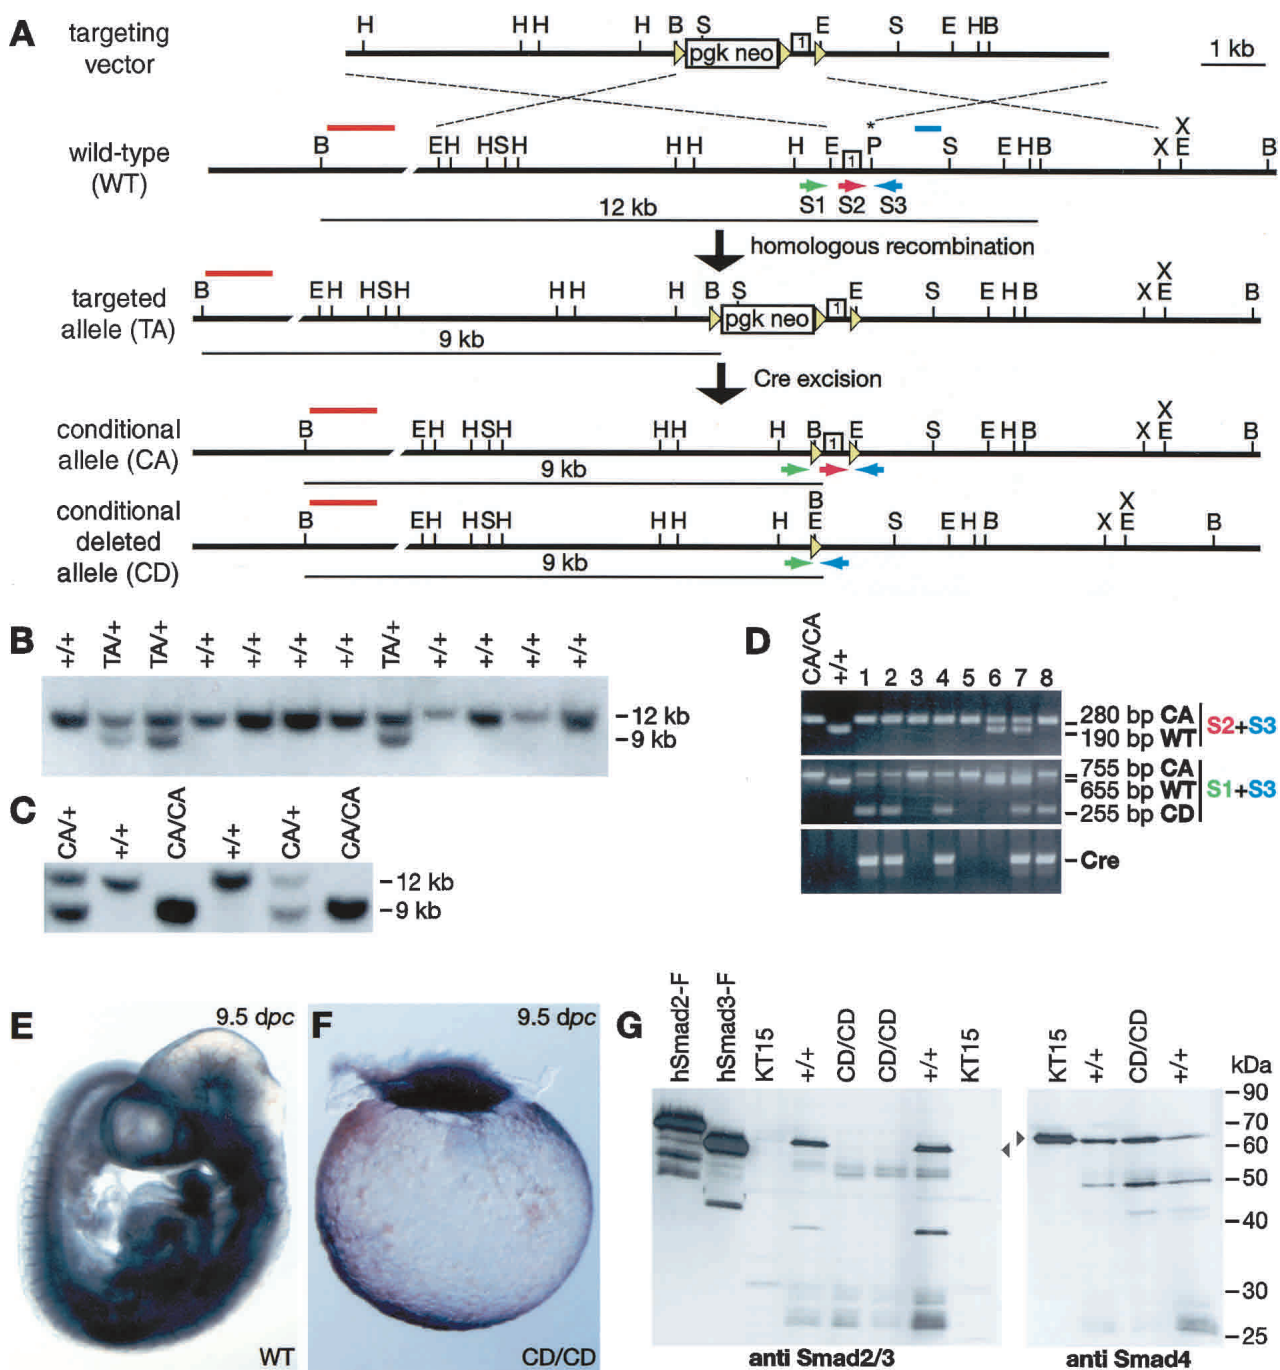 A
targeting vector
H H H H B S E S E H B
pgk neo
1
1 kb
wild-type (WT)
B E H H S H H H H E P S E H B X X E B
1
*
S1 S2 S3
12 kb
homologous recombination
targeted allele (TA)
B E H H S H H H H B S E S E H B X X E B
pgk neo
1
9 kb
Cre excision
conditional allele (CA)
B E H H S H H H H B E S E H B X X E B
1
9 kb
conditional deleted allele (CD)
B E H H S H H H H B E S E H B X X E B
9 kb
B
+/+ TA/+ TA/+ +/+ +/+ +/+ +/+ TA/+ +/+ +/+ +/+ +/+
-12 kb
-9 kb
C
CA/+ +/+ CA/CA +/+ CA/+ CA/CA
-12 kb
-9 kb
D
CA/CA +/+ 1 2 3 4 5 6 7 8
280 bp CA
190 bp WT
S2+S3
755 bp CA
655 bp WT
255 bp CD
S1+S3
-Cre
E
9.5 dpc
WT
F
9.5 dpc
CD/CD
G
hSmad2-F hSmad3-F KT15 +/+ CD/CD CD/CD +/+ KT15
anti Smad2/3
KT15 +/+ CD/CD +/+
kDa
-90
-70
-60
-50
-40
-30
-25
anti Smad4